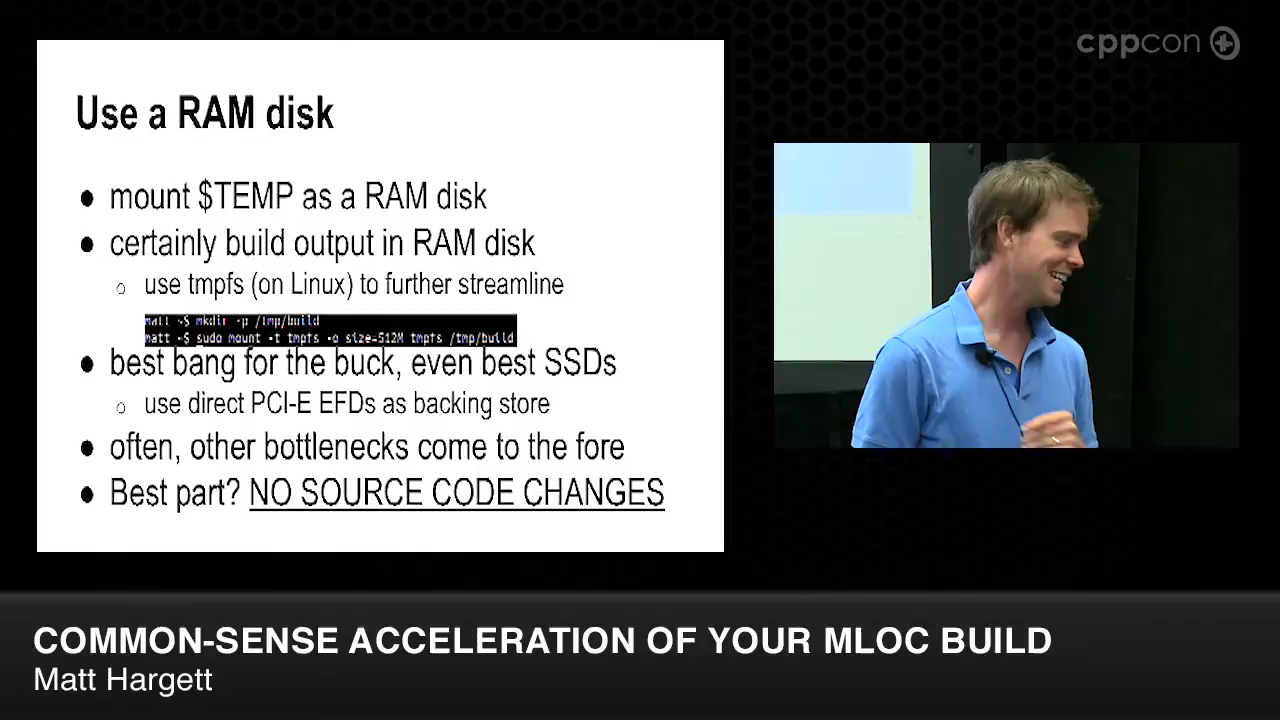 cppcon
Use a RAM disk
● mount $TEMP as a RAM disk
● certainly build output in RAM disk
○ use tmpfs (on Linux) to further streamline
matt ~$ mkdir -p /tmp/build
matt ~$ sudo mount -t tmpfs -o size=512M tmpfs /tmp/build
● best bang for the buck, even best SSDs
○ use direct PCI-E EFDs as backing store
● often, other bottlenecks come to the fore
● Best part? NO SOURCE CODE CHANGES
COMMON-SENSE ACCELERATION OF YOUR MLOC BUILD
Matt Hargett